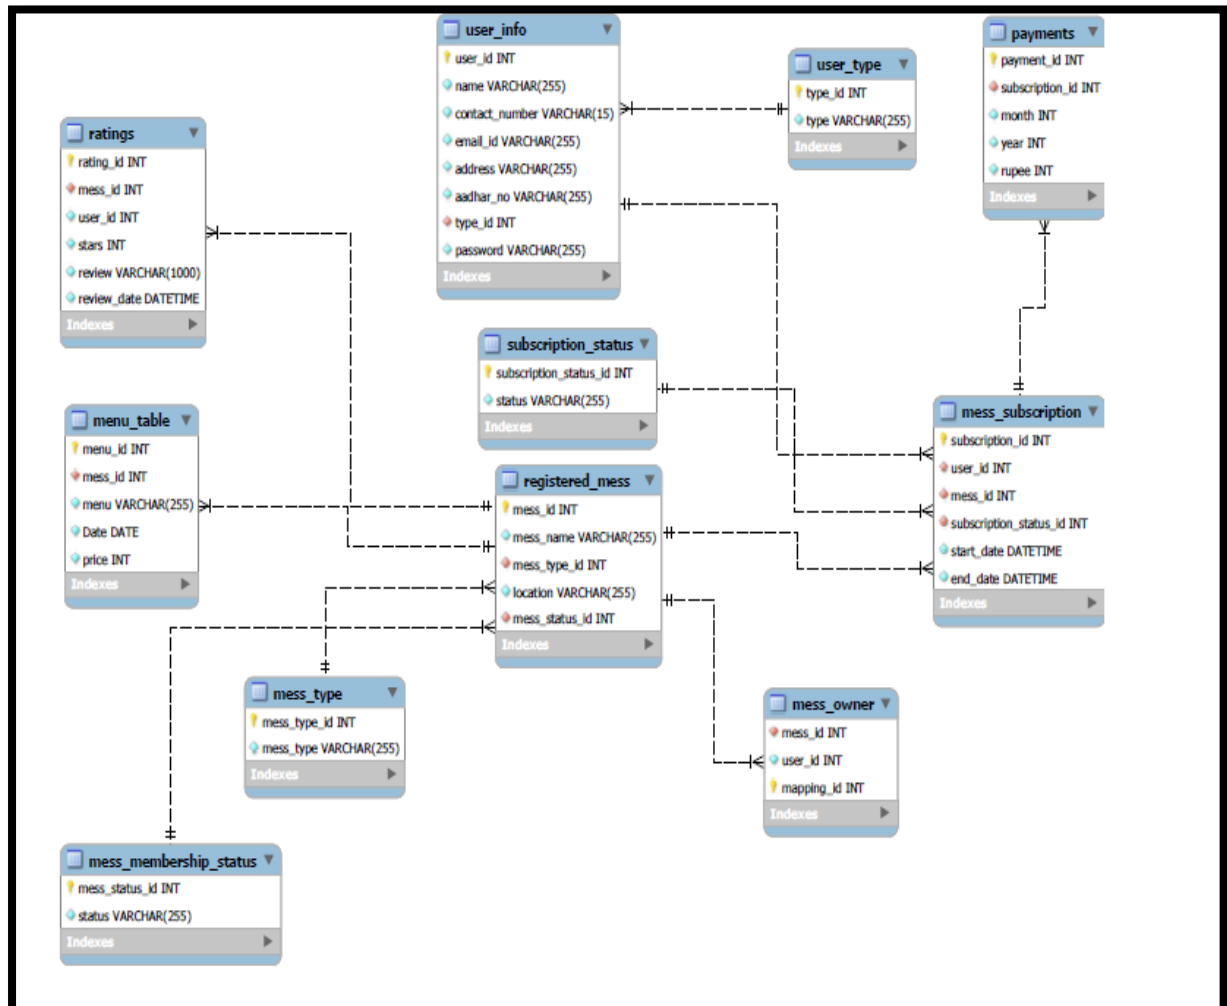 user_info
user_id INT
name VARCHAR(255)
contact_number VARCHAR(15)
email_id VARCHAR(255)
address VARCHAR(255)
aadhar_no VARCHAR(255)
type_id INT
password VARCHAR(255)
Indexes
user_type
type_id INT
type VARCHAR(255)
Indexes
payments
payment_id INT
subscription_id INT
month INT
year INT
rupee INT
Indexes
ratings
rating_id INT
mess_id INT
user_id INT
stars INT
review VARCHAR(1000)
review_date DATETIME
Indexes
subscription_status
subscription_status_id INT
status VARCHAR(255)
Indexes
menu_table
menu_id INT
mess_id INT
menu VARCHAR(255)
Date DATE
price INT
Indexes
registered_mess
mess_id INT
mess_name VARCHAR(255)
mess_type_id INT
location VARCHAR(255)
mess_status_id INT
Indexes
mess_subscription
subscription_id INT
user_id INT
mess_id INT
subscription_status_id INT
start_date DATETIME
end_date DATETIME
Indexes
mess_type
mess_type_id INT
mess_type VARCHAR(255)
Indexes
mess_owner
mess_id INT
user_id INT
mapping_id INT
Indexes
mess_membership_status
mess_status_id INT
status VARCHAR(255)
Indexes